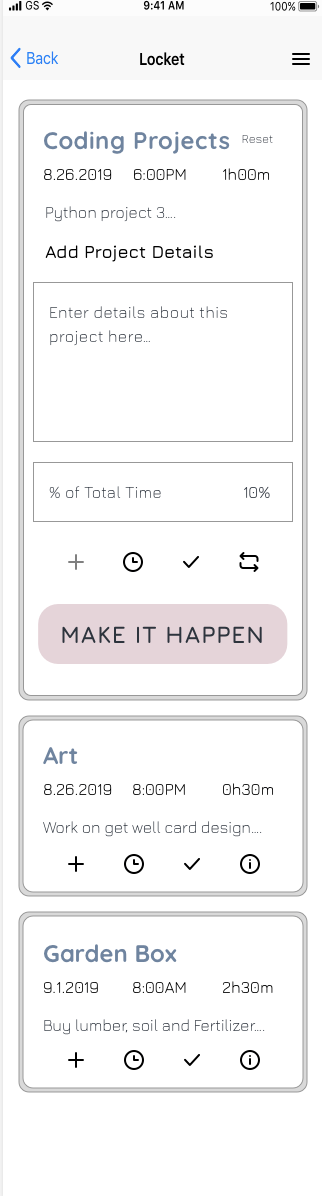 GS 9:41 AM 100%
Back Locket
Coding Projects Reset
8.26.2019 6:00PM 1h00m
Python project 3....
Add Project Details
Enter details about this
project here...
% of Total Time 10%
MAKE IT HAPPEN
Art
8.26.2019 8:00PM 0h30m
Work on get well card design....
Garden Box
9.1.2019 8:00AM 2h30m
Buy lumber, soil and Fertilizer....